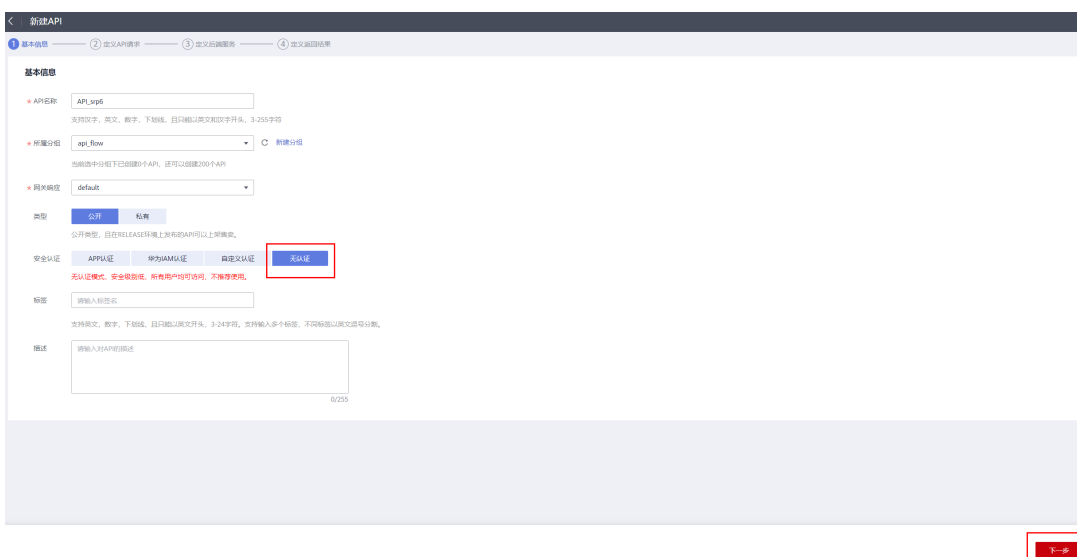 新建API
1 基本信息 2 定义API请求 3 定义后端服务 4 定义返回结果
基本信息
* API名称 API_srp6
支持汉字，英文，数字，下划线，且只能以英文和汉字开头，3-255字符
* 所属分组 api_flow 新建分组
当前选中分组下已创建0个API，还可以创建200个API
* 网关响应 default
类型 公开 私有
公开类型，且在RELEASE环境上发布的API可以上架售卖。
安全认证 APP认证 华为IAM认证 自定义认证 无认证
无认证模式，安全级别低，所有用户均可访问，不推荐使用。
标签 请输入标签名
支持英文，数字，下划线，且只能以英文开头，3-24字符。支持输入多个标签，不同标签以英文逗号分割。
描述 请输入对API的描述
0/255
下一步